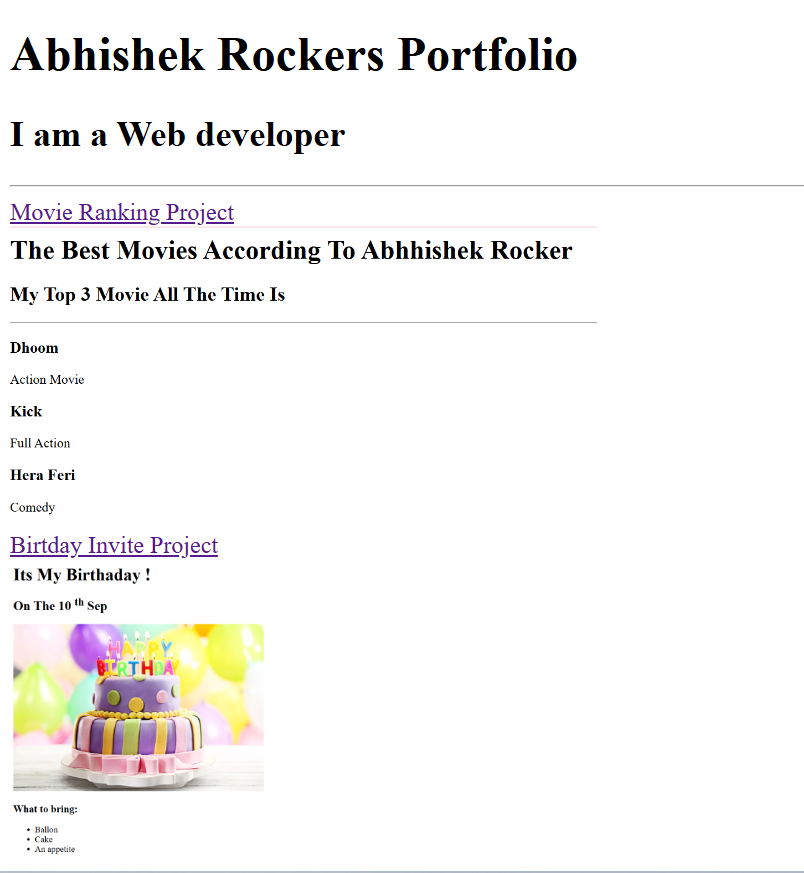 Abhishek Rockers Portfolio
I am a Web developer
Movie Ranking Project
The Best Movies According To Abhhishek Rocker
My Top 3 Movie All The Time Is
Dhoom
Action Movie
Kick
Full Action
Hera Feri
Comedy
Birtday Invite Project
Its My Birthaday !
On The 10 th Sep
HAPPY
BIRTHDAY
What to bring:
Ballon
Cake
An appetite